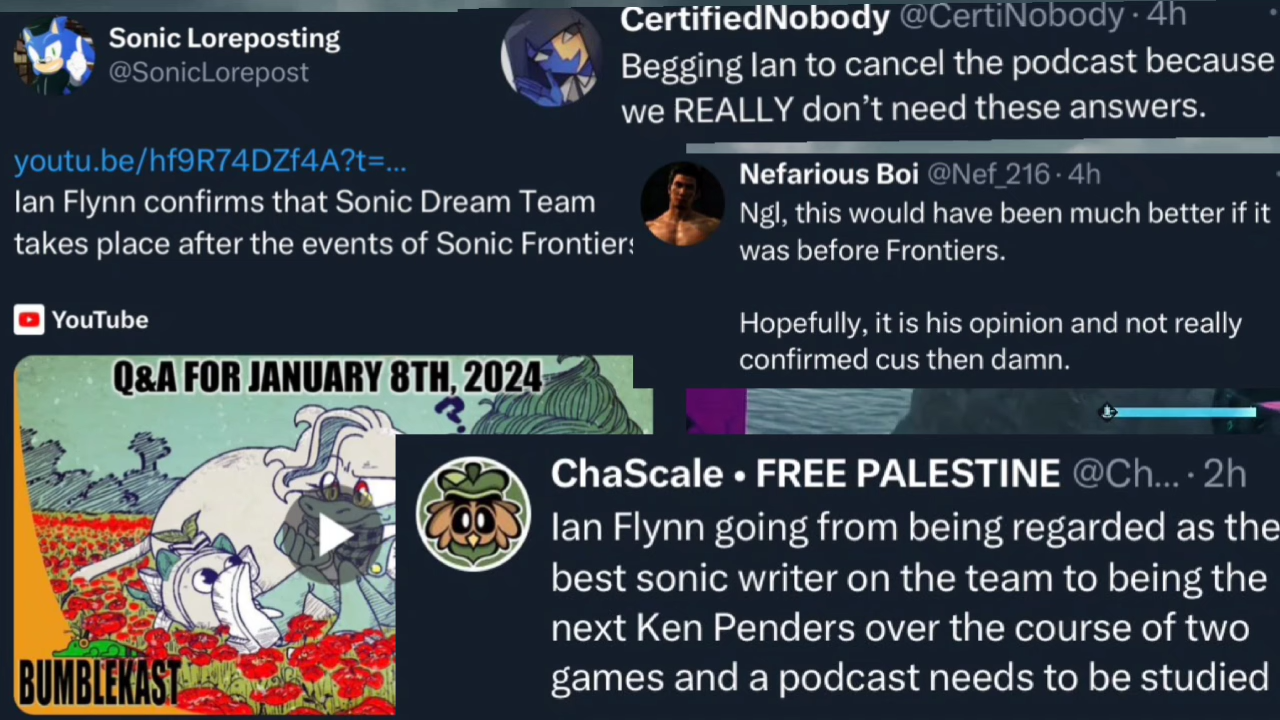 Sonic Loreposting
@SonicLorepost
youtu.be/hf9R74DZf4A?t=...
Ian Flynn confirms that Sonic Dream Team
takes place after the events of Sonic Frontiers
YouTube
Q&A FOR JANUARY 8TH, 2024
?
BUMBLEKAST
CertifiedNobody @CertiNobody · 4h
Begging Ian to cancel the podcast because
we REALLY don't need these answers.
Nefarious Boi @Nef_216 · 4h
Ngl, this would have been much better if it
was before Frontiers.
Hopefully, it is his opinion and not really
confirmed cus then damn.
ChaScale • FREE PALESTINE @Ch... · 2h
Ian Flynn going from being regarded as the
best sonic writer on the team to being the
next Ken Penders over the course of two
games and a podcast needs to be studied